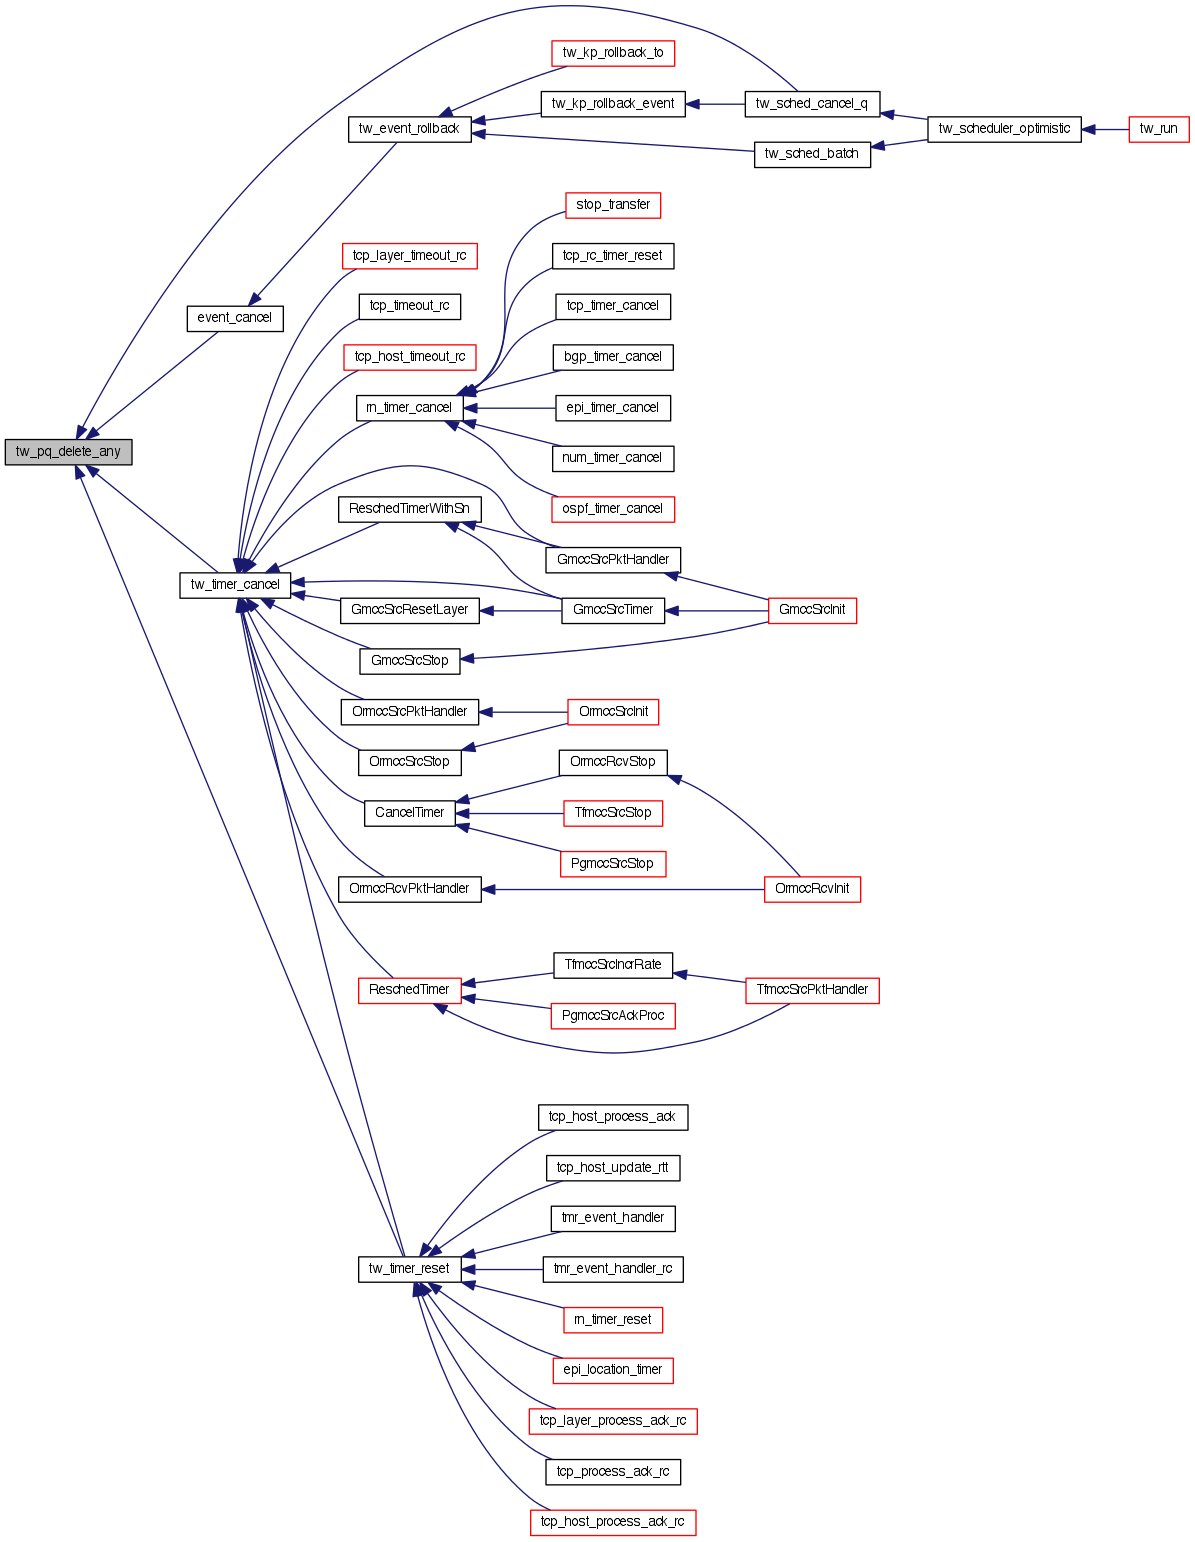 tw_kp_rollback_to
tw_kp_rollback_event
tw_sched_cancel_q
tw_event_rollback
tw_scheduler_optimistic
tw_run
tw_sched_batch
stop_transfer
tcp_layer_timeout_rc
tcp_rc_timer_reset
tcp_timeout_rc
tcp_timer_cancel
event_cancel
tcp_host_timeout_rc
bgp_timer_cancel
rn_timer_cancel
epi_timer_cancel
tw_pq_delete_any
num_timer_cancel
ReschedTimerWithSn
ospf_timer_cancel
GmccSrcPktHandler
tw_timer_cancel
GmccSrcResetLayer
GmccSrcTimer
GmccSrcInit
GmccSrcStop
OrmccSrcPktHandler
OrmccSrcInit
OrmccSrcStop
OrmccRcvStop
CancelTimer
TfmccSrcStop
PgmccSrcStop
OrmccRcvPktHandler
OrmccRcvInit
TfmccSrcIncrRate
ReschedTimer
TfmccSrcPktHandler
PgmccSrcAckProc
tcp_host_process_ack
tcp_host_update_rtt
tmr_event_handler
tw_timer_reset
tmr_event_handler_rc
rn_timer_reset
epi_location_timer
tcp_layer_process_ack_rc
tcp_process_ack_rc
tcp_host_process_ack_rc